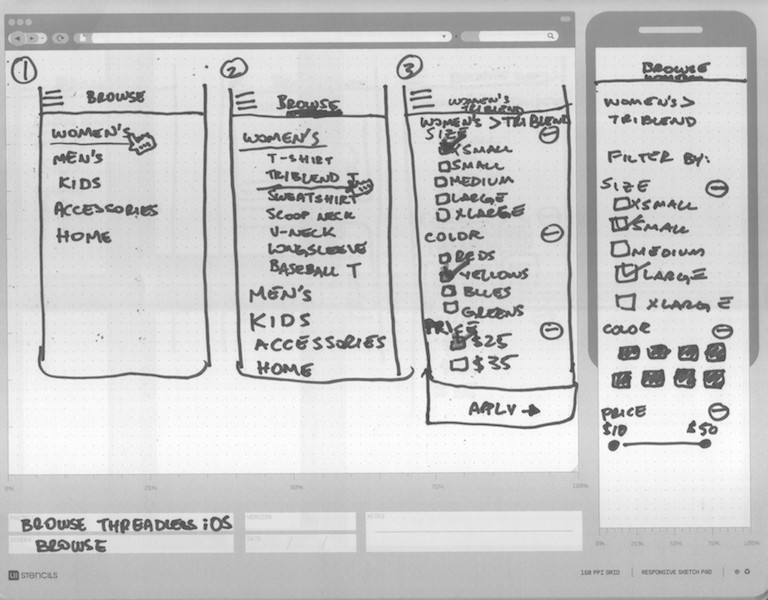 1
BROWSE
WOMEN'S
MEN'S
KIDS
ACCESSORIES
HOME
2
BROWSE
WOMEN'S
T-SHIRT
TRIBLEND T
SWEATSHIRT
SCOOP NECK
V-NECK
LONGSLEEVE
BASEBALL T
MEN'S
KIDS
ACCESSORIES
HOME
3
WOMEN'S
TRIBLEND
WOMEN'S > TRIBLEND
SIZE
XSMALL
SMALL
MEDIUM
LARGE
XLARGE
COLOR
REDS
YELLOWS
BLUES
GREENS
PRICE
$25
$35
APPLY →
BROWSE
WOMEN'S >
TRIBLEND
FILTER BY:
SIZE
XSMALL
SMALL
MEDIUM
LARGE
XLARGE
COLOR
PRICE
$10 $50
0% 25% 50% 75% 100%
0% 25% 50% 75% 100%
BROWSE THREADLESS iOS
BROWSE
VERSION
DATE
NOTES
UI STENCILS
160 PPI GRID | RESPONSIVE SKETCH PAD